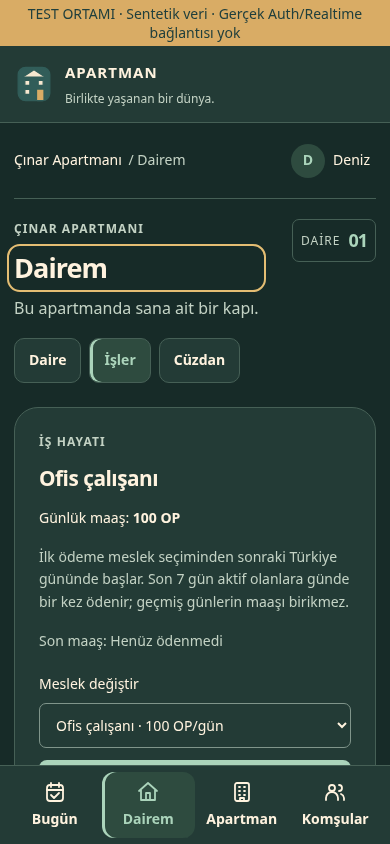 TEST ORTAMI · Sentetik veri · Gerçek Auth/Realtime
bağlantısı yok
APARTMAN
Birlikte yaşanan bir dünya.
Çınar Apartmanı / Dairem
D Deniz
ÇINAR APARTMANI
DAİRE 01
Dairem
Bu apartmanda sana ait bir kapı.
Daire İşler Cüzdan
İŞ HAYATI
Ofis çalışanı
Günlük maaş: 100 OP
İlk ödeme meslek seçiminden sonraki Türkiye
gününde başlar. Son 7 gün aktif olanlara günde
bir kez ödenir; geçmiş günlerin maaşı birikmez.
Son maaş: Henüz ödenmedi
Meslek değiştir
Ofis çalışanı · 100 OP/gün
Bugün Dairem Apartman Komşular